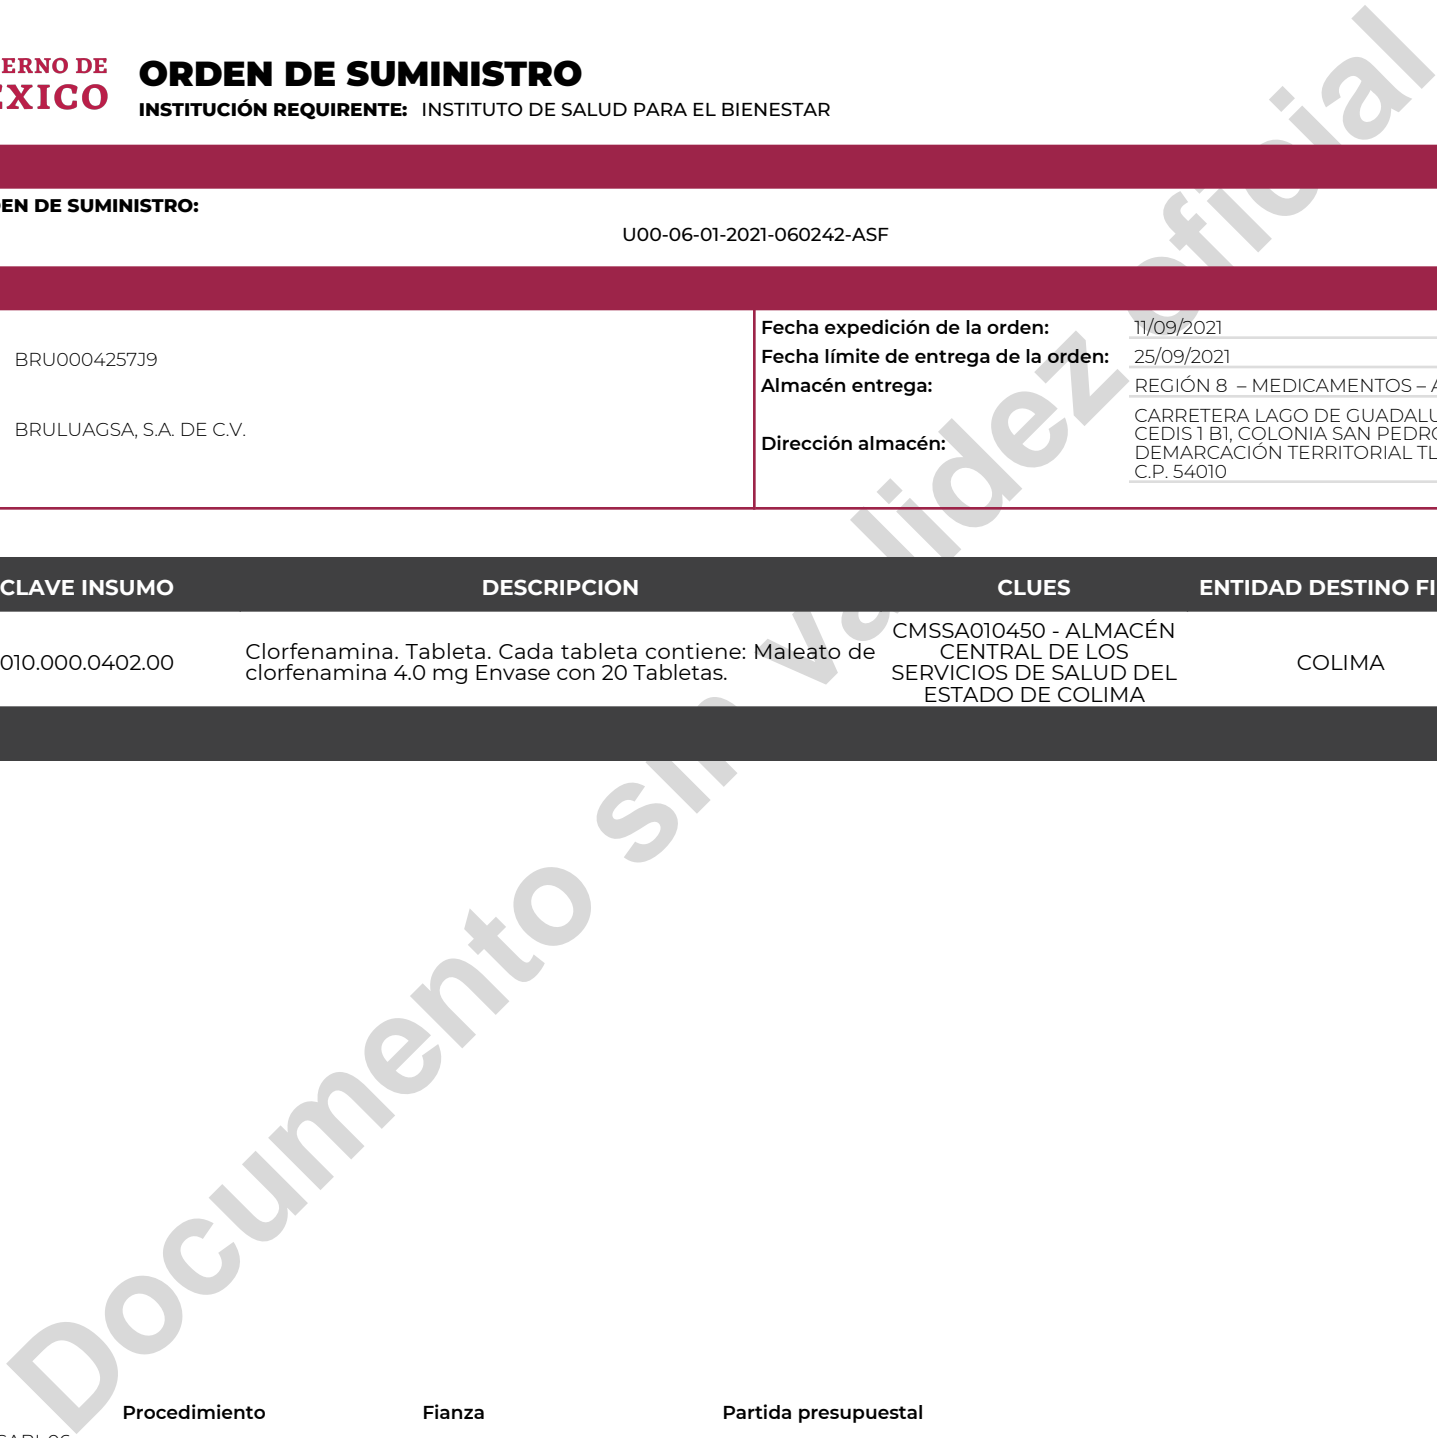 ERNO DE
EXICO
ORDEN DE SUMINISTRO
INSTITUCIÓN REQUIRENTE: INSTITUTO DE SALUD PARA EL BIENESTAR
EN DE SUMINISTRO:
U00-06-01-2021-060242-ASF
BRU0004257J9
BRULUAGSA, S.A. DE C.V.
Fecha expedición de la orden: 11/09/2021
Fecha límite de entrega de la orden: 25/09/2021
Almacén entrega: REGIÓN 8 – MEDICAMENTOS – A
Dirección almacén:
CARRETERA LAGO DE GUADALU
CEDIS 1 B1, COLONIA SAN PEDRO
DEMARCACIÓN TERRITORIAL TL
C.P. 54010
CLAVE INSUMO DESCRIPCION CLUES ENTIDAD DESTINO FI
010.000.0402.00
Clorfenamina. Tableta. Cada tableta contiene: Maleato de
clorfenamina 4.0 mg Envase con 20 Tabletas.
CMSSA010450 - ALMACÉN
CENTRAL DE LOS
SERVICIOS DE SALUD DEL
ESTADO DE COLIMA
COLIMA
Documento sin validez oficial
Procedimiento Fianza Partida presupuestal